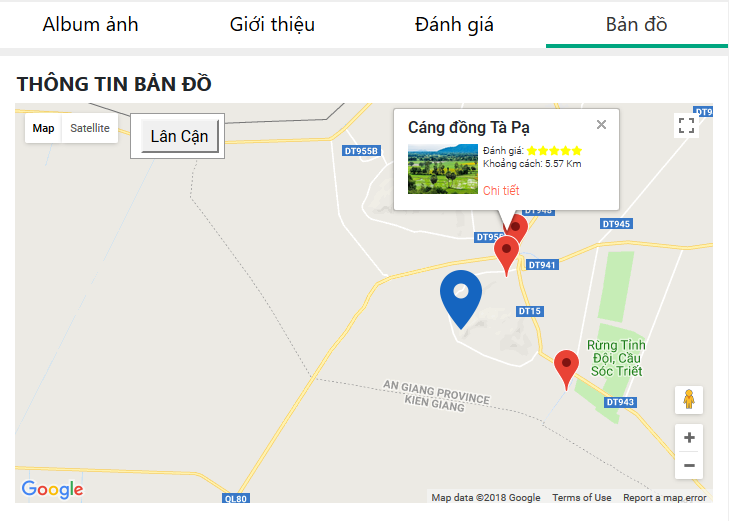 Album ảnh
Giới thiệu
Đánh giá
Bản đồ
THÔNG TIN BẢN ĐỒ
Map
Satellite
Lân Cận
Cáng đồng Tà Pạ
Đánh giá:
Khoảng cách: 5.57 Km
Chi tiết
DT955B
DT948
DT945
DT941
DT15
Rừng Tỉnh
Đội, Cầu
Sóc Triết
AN GIANG PROVINCE
KIEN GIANG
DT943
QL80
Google
Map data ©2018 Google
Terms of Use
Report a map error